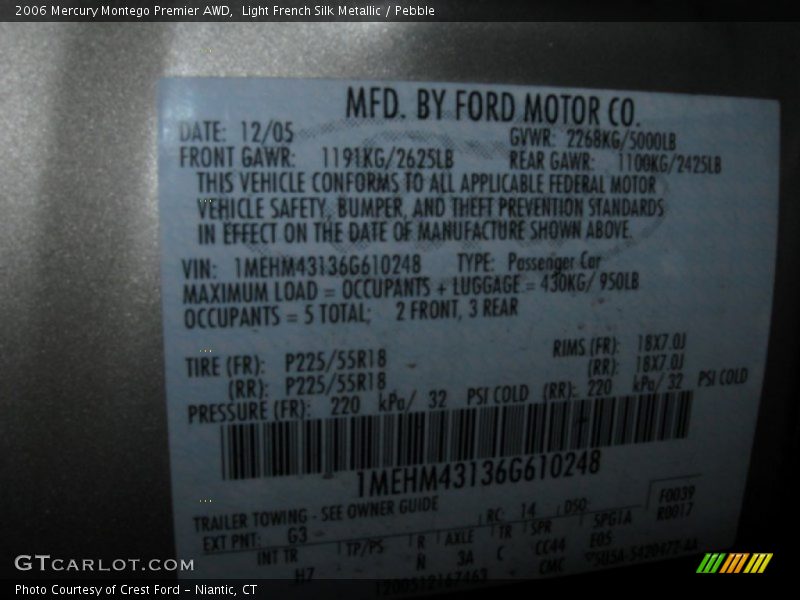 2006 Mercury Montego Premier AWD,  Light French Silk Metallic / Pebble
MFD. BY FORD MOTOR CO.
DATE: 12/05 GVWR: 2268KG/5000LB
FRONT GAWR: 1191KG/2625LB REAR GAWR: 1100KG/2425LB
THIS VEHICLE CONFORMS TO ALL APPLICABLE FEDERAL MOTOR
VEHICLE SAFETY, BUMPER, AND THEFT PREVENTION STANDARDS
IN EFFECT ON THE DATE OF MANUFACTURE SHOWN ABOVE.
VIN: 1MEHM43136G610248 TYPE: Passenger Car
MAXIMUM LOAD = OCCUPANTS + LUGGAGE = 430KG/ 950LB
OCCUPANTS = 5 TOTAL; 2 FRONT, 3 REAR
TIRE (FR): P225/55R18 RIMS (FR): 18X7.0J
(RR): P225/55R18 (RR): 18X7.0J
PRESSURE (FR): 220 kPa/ 32 PSI COLD (RR): 220 kPa/ 32 PSI COLD
1MEHM43136G610248
TRAILER TOWING - SEE OWNER GUIDE
EXT PNT: G3 RC: 14 DSO: F0039
R0017
INT TR TP/PS R AXLE TR SPR SPGIA
H7 N 3A C CC44 E05
CMC
GTCARLOT.COM
Photo Courtesy of Crest Ford - Niantic, CT